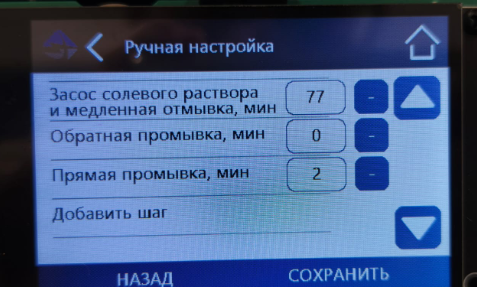 Ручная настройка
Засос солевого раствора
и медленная отмывка, мин 77 -
Обратная промывка, мин 0 -
Прямая промывка, мин 2 -
Добавить шаг
НАЗАД СОХРАНИТЬ